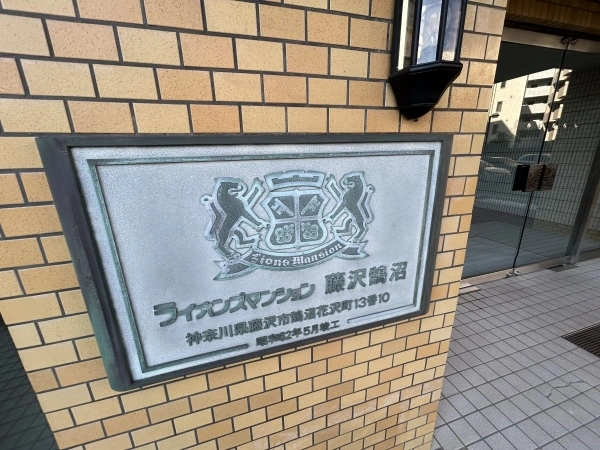 Lions Mansion
ライオンズマンション 藤沢鵠沼
神奈川県藤沢市鵠沼花沢町13番10
昭和62年5月竣工